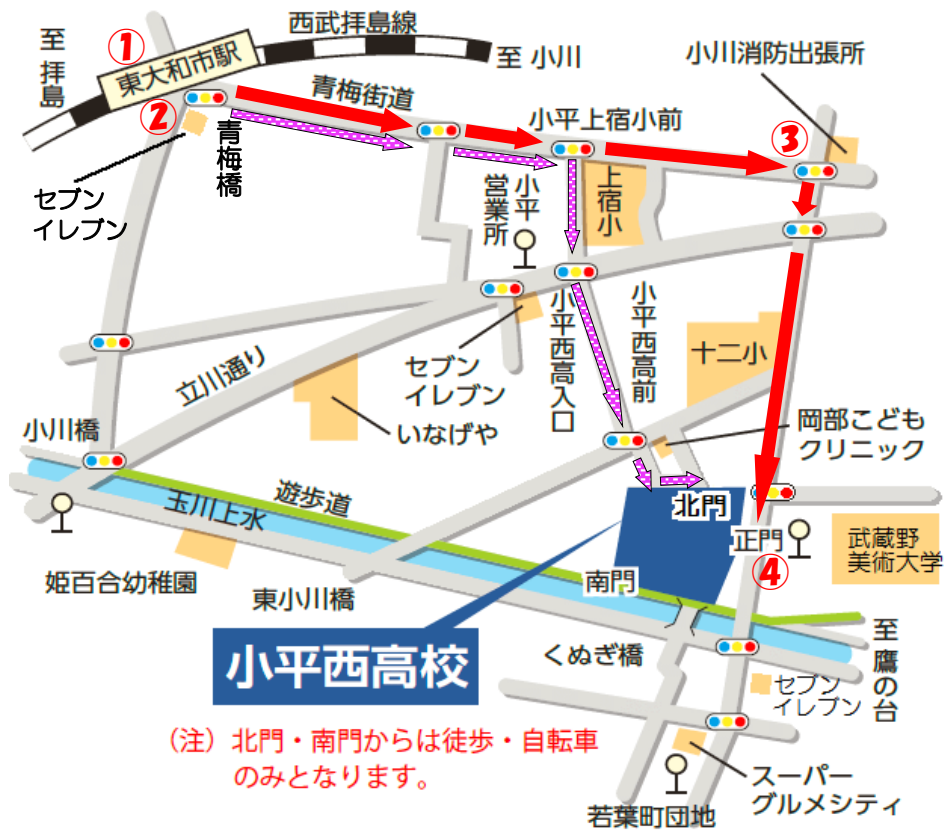 西武拝島線
至 拝島
①
東大和市駅
至 小川
小川消防出張所
②
青梅街道
小平上宿小前
③
青梅橋
セブン
イレブン
小平
営業所
上宿小
小平西高入口
小平西高前
十二小
立川通り
セブン
イレブン
いなげや
岡部こども
クリニック
小川橋
遊歩道
玉川上水
北門
正門
④
武蔵野
美術大学
姫百合幼稚園
東小川橋
南門
小平西高校
くぬぎ橋
至 鷹の台
セブン
イレブン
（注）北門・南門からは徒歩・自転車
のみとなります。
スーパー
グルメシティ
若葉町団地